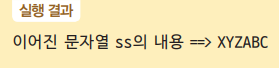 실행 결과
이어진 문자열 ss의 내용 ==> XYZABC